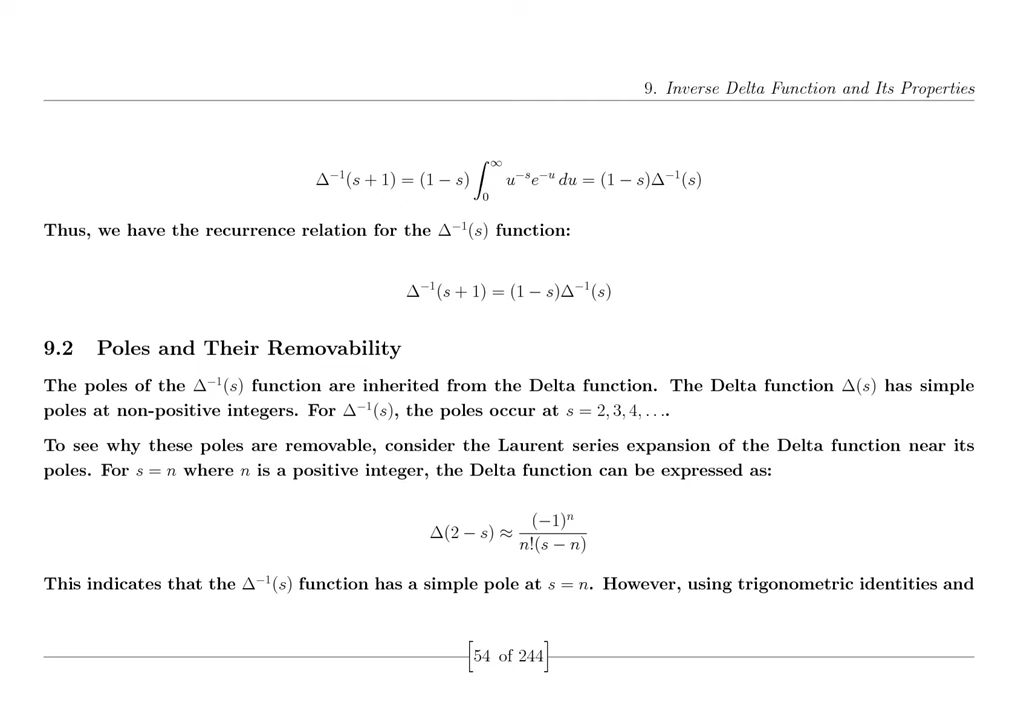 9. Inverse Delta Function and Its Properties
Δ⁻¹(s + 1) = (1 − s) ∫₀^∞ u⁻ˢe⁻ᵘ du = (1 − s)Δ⁻¹(s)
Thus, we have the recurrence relation for the Δ⁻¹(s) function:
Δ⁻¹(s + 1) = (1 − s)Δ⁻¹(s)
9.2 Poles and Their Removability
The poles of the Δ⁻¹(s) function are inherited from the Delta function. The Delta function Δ(s) has simple
poles at non-positive integers. For Δ⁻¹(s), the poles occur at s = 2, 3, 4, . . ..
To see why these poles are removable, consider the Laurent series expansion of the Delta function near its
poles. For s = n where n is a positive integer, the Delta function can be expressed as:
Δ(2 − s) ≈ (−1)ⁿ / n!(s − n)
This indicates that the Δ⁻¹(s) function has a simple pole at s = n. However, using trigonometric identities and
[54 of 244]